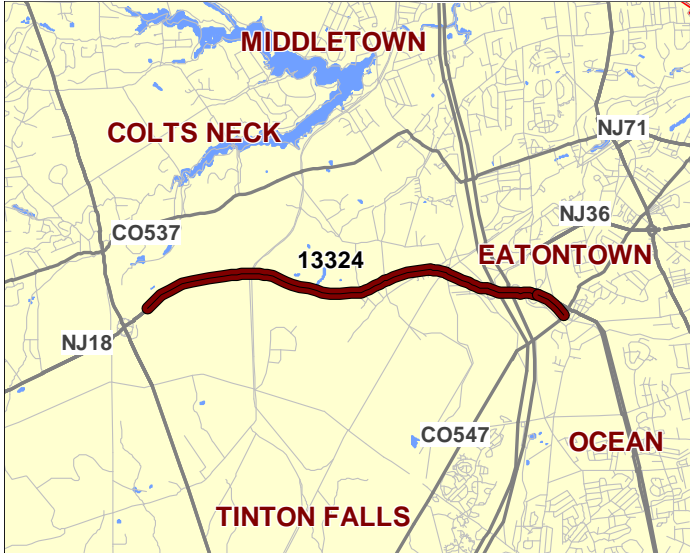 MIDDLETOWN
COLTS NECK
NJ71
NJ36
CO537
EATONTOWN
13324
NJ18
CO547
OCEAN
TINTON FALLS